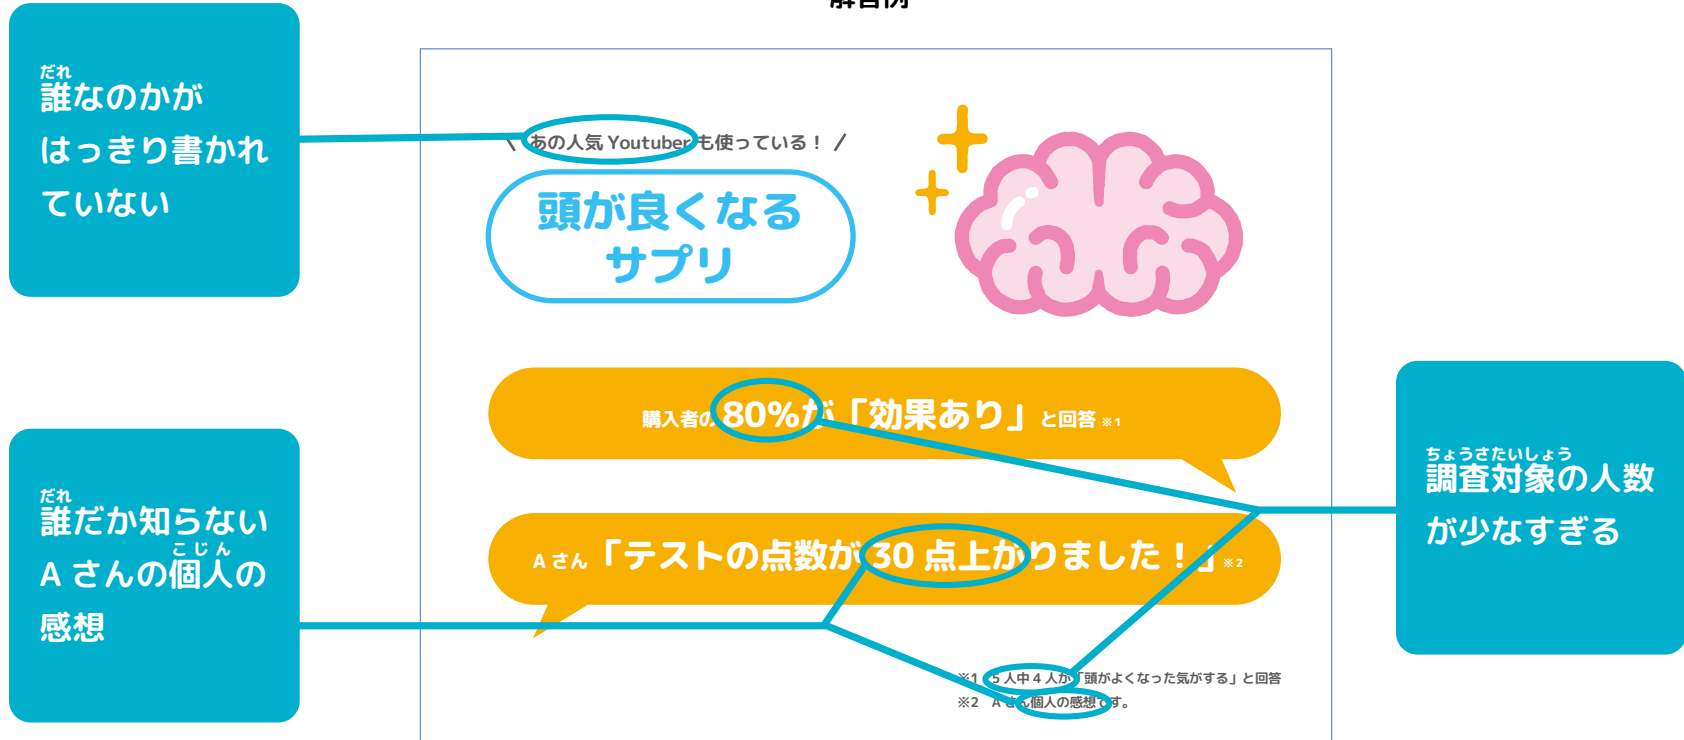 解答例
だれ
誰なのかが
はっきり書かれ
ていない
\ あの人気 Youtuber も使っている！ /
頭が良くなる
サプリ
購入者の 80%が「効果あり」と回答 ※1
A さん「テストの点数が 30 点上がりました！」※2
だれ
誰だか知らない
こじん
A さんの個人の
感想
ちょうさたいしょう
調査対象の人数
が少なすぎる
※1 5 人中 4 人が「頭がよくなった気がする」と回答
※2 A さん個人の感想です。